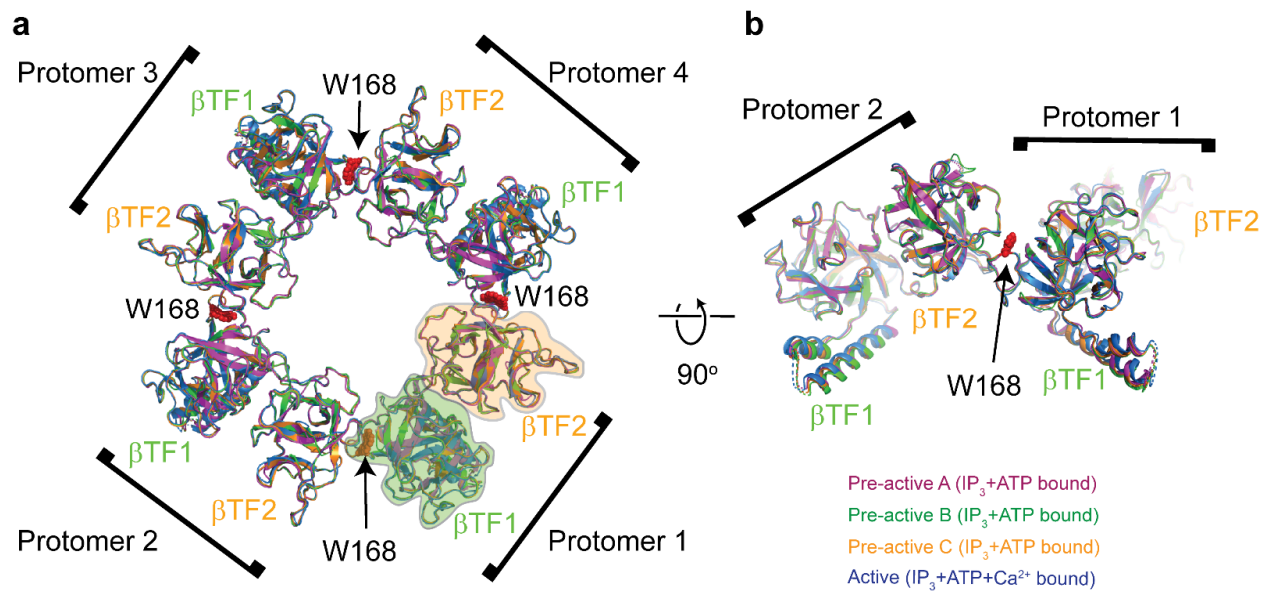 a
b
Protomer 3
Protomer 4
W168
βTF1
βTF2
Protomer 2
Protomer 1
βTF1
βTF2
βTF2
W168
W168
90°
βTF2
W168
βTF1
βTF1
βTF1
βTF2
βTF2
βTF1
W168
Protomer 2
Protomer 1
Pre-active A (IP₃+ATP bound)
Pre-active B (IP₃+ATP bound)
Pre-active C (IP₃+ATP bound)
Active (IP₃+ATP+Ca²⁺ bound)